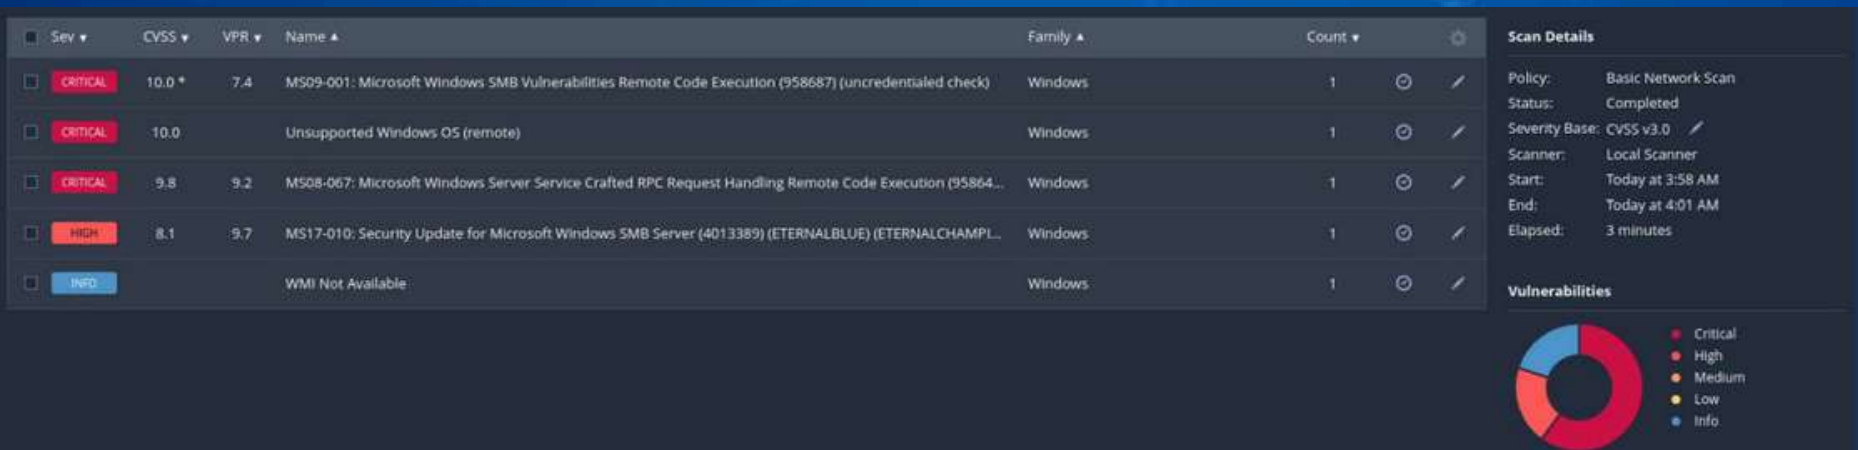 Sev ▾ CVSS ▾ VPR ▾ Name ▴ Family ▴ Count ▾
CRITICAL 10.0 * 7.4 MS09-001: Microsoft Windows SMB Vulnerabilities Remote Code Execution (958687) (uncredentialed check) Windows 1
CRITICAL 10.0 Unsupported Windows OS (remote) Windows 1
CRITICAL 9.8 9.2 MS08-067: Microsoft Windows Server Service Crafted RPC Request Handling Remote Code Execution (95864... Windows 1
HIGH 8.1 9.7 MS17-010: Security Update for Microsoft Windows SMB Server (4013389) (ETERNALBLUE) (ETERNALCHAMPI... Windows 1
INFO WMI Not Available Windows 1
Scan Details
Policy: Basic Network Scan
Status: Completed
Severity Base: CVSS v3.0
Scanner: Local Scanner
Start: Today at 3:58 AM
End: Today at 4:01 AM
Elapsed: 3 minutes
Vulnerabilities
Critical
High
Medium
Low
Info